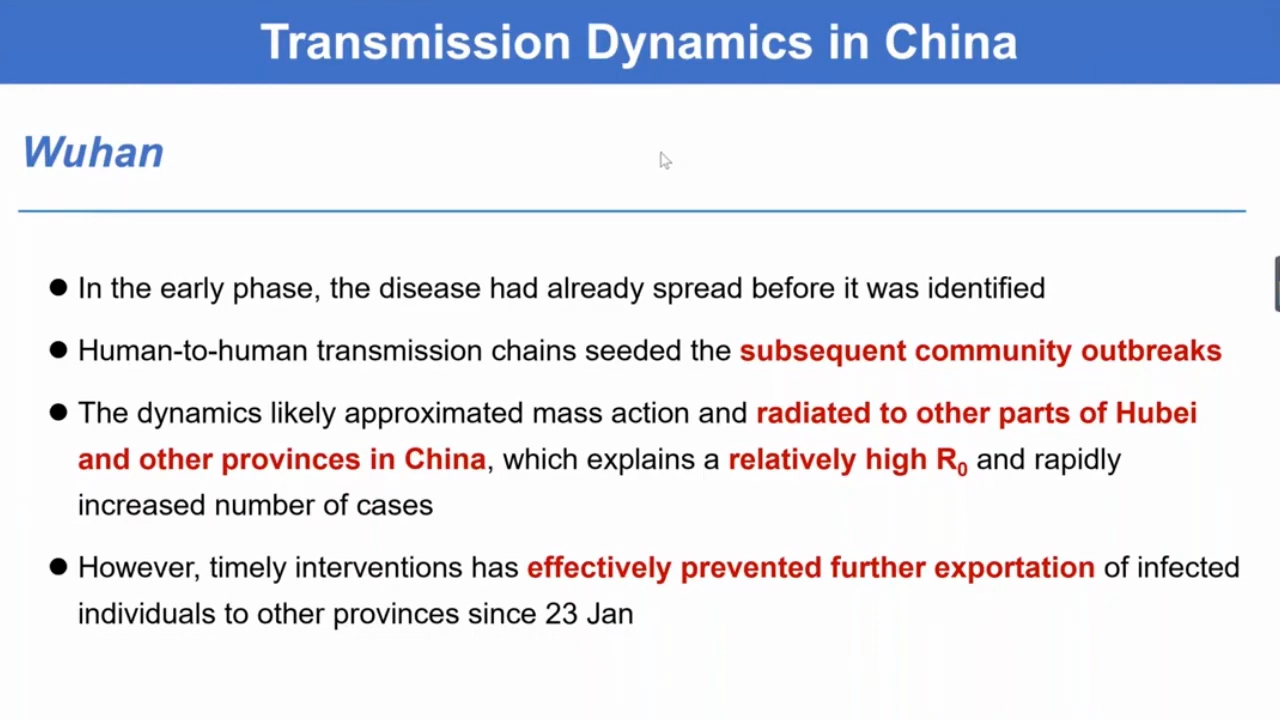 Transmission Dynamics in China
Wuhan
● In the early phase, the disease had already spread before it was identified
● Human-to-human transmission chains seeded the subsequent community outbreaks
● The dynamics likely approximated mass action and radiated to other parts of Hubei
and other provinces in China, which explains a relatively high R₀ and rapidly
increased number of cases
● However, timely interventions has effectively prevented further exportation of infected
individuals to other provinces since 23 Jan